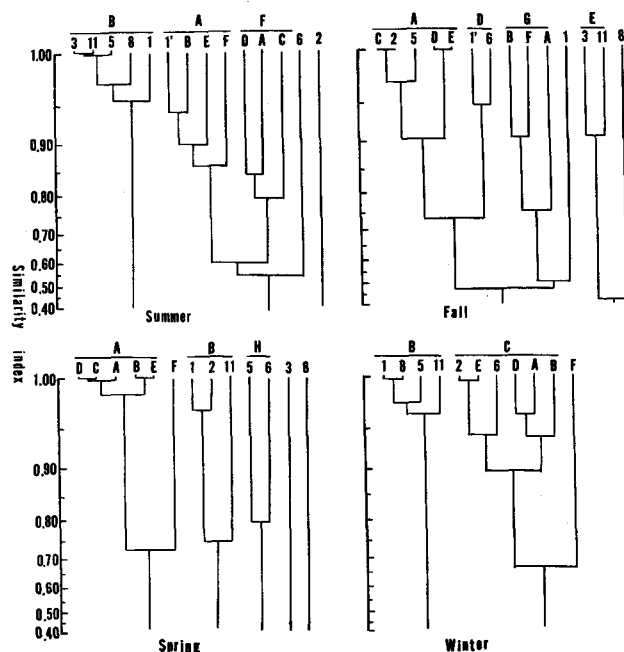 B A F
3 11 5 8 1 1' B E F D A C 6 2
1.00
0.90
0.80
0.70
0.60
0.50
0.40
Summer
A D G E
C 2 5 D E 1' 6 B F A 1 3 11 8
Fall
Similarity index
A B H
D C A B E F 1 2 11 5 6 3 8
1.00
0.90
0.80
0.70
0.60
0.50
0.40
Spring
B C
1 8 5 11 2 E 6 D A B F
Winter